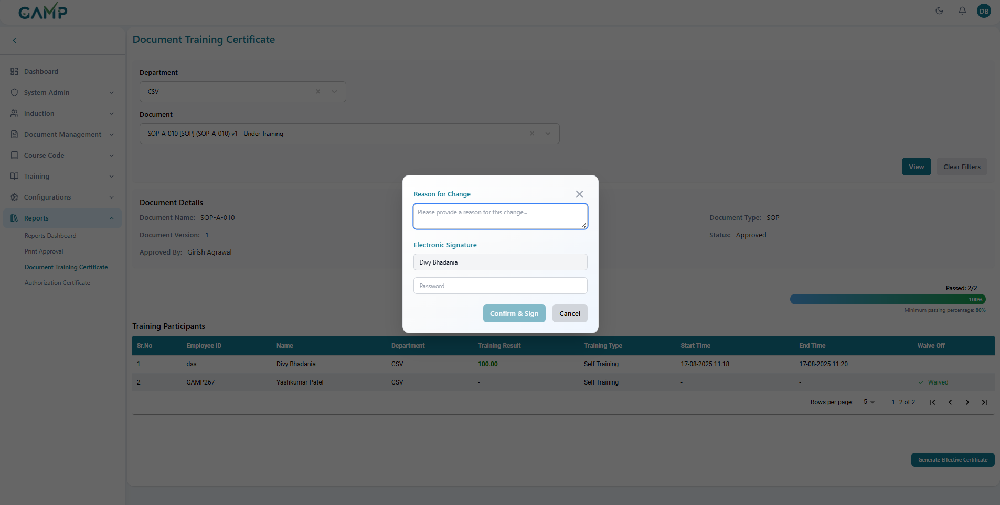 GAMP
DB
Document Training Certificate
Dashboard
System Admin
Induction
Document Management
Course Code
Training
Configurations
Reports
Reports Dashboard
Print Approval
Document Training Certificate
Authorization Certificate
Department
CSV
Document
SOP-A-010 [SOP] (SOP-A-010) v1 - Under Training
View
Clear Filters
Document Details
Document Name: SOP-A-010
Document Type: SOP
Document Version: 1
Status: Approved
Approved By: Girish Agrawal
Reason for Change
Please provide a reason for this change...
Electronic Signature
Divy Bhadania
Password
Confirm & Sign
Cancel
Passed: 2/2
100%
Minimum passing percentage: 80%
Training Participants
Sr.No Employee ID Name Department Training Result Training Type Start Time End Time Waive Off
1 dss Divy Bhadania CSV 100.00 Self Training 17-08-2025 11:18 17-08-2025 11:20
2 GAMP267 Yashkumar Patel CSV - Self Training - - Waived
Rows per page: 5 1–2 of 2
Generate Effective Certificate